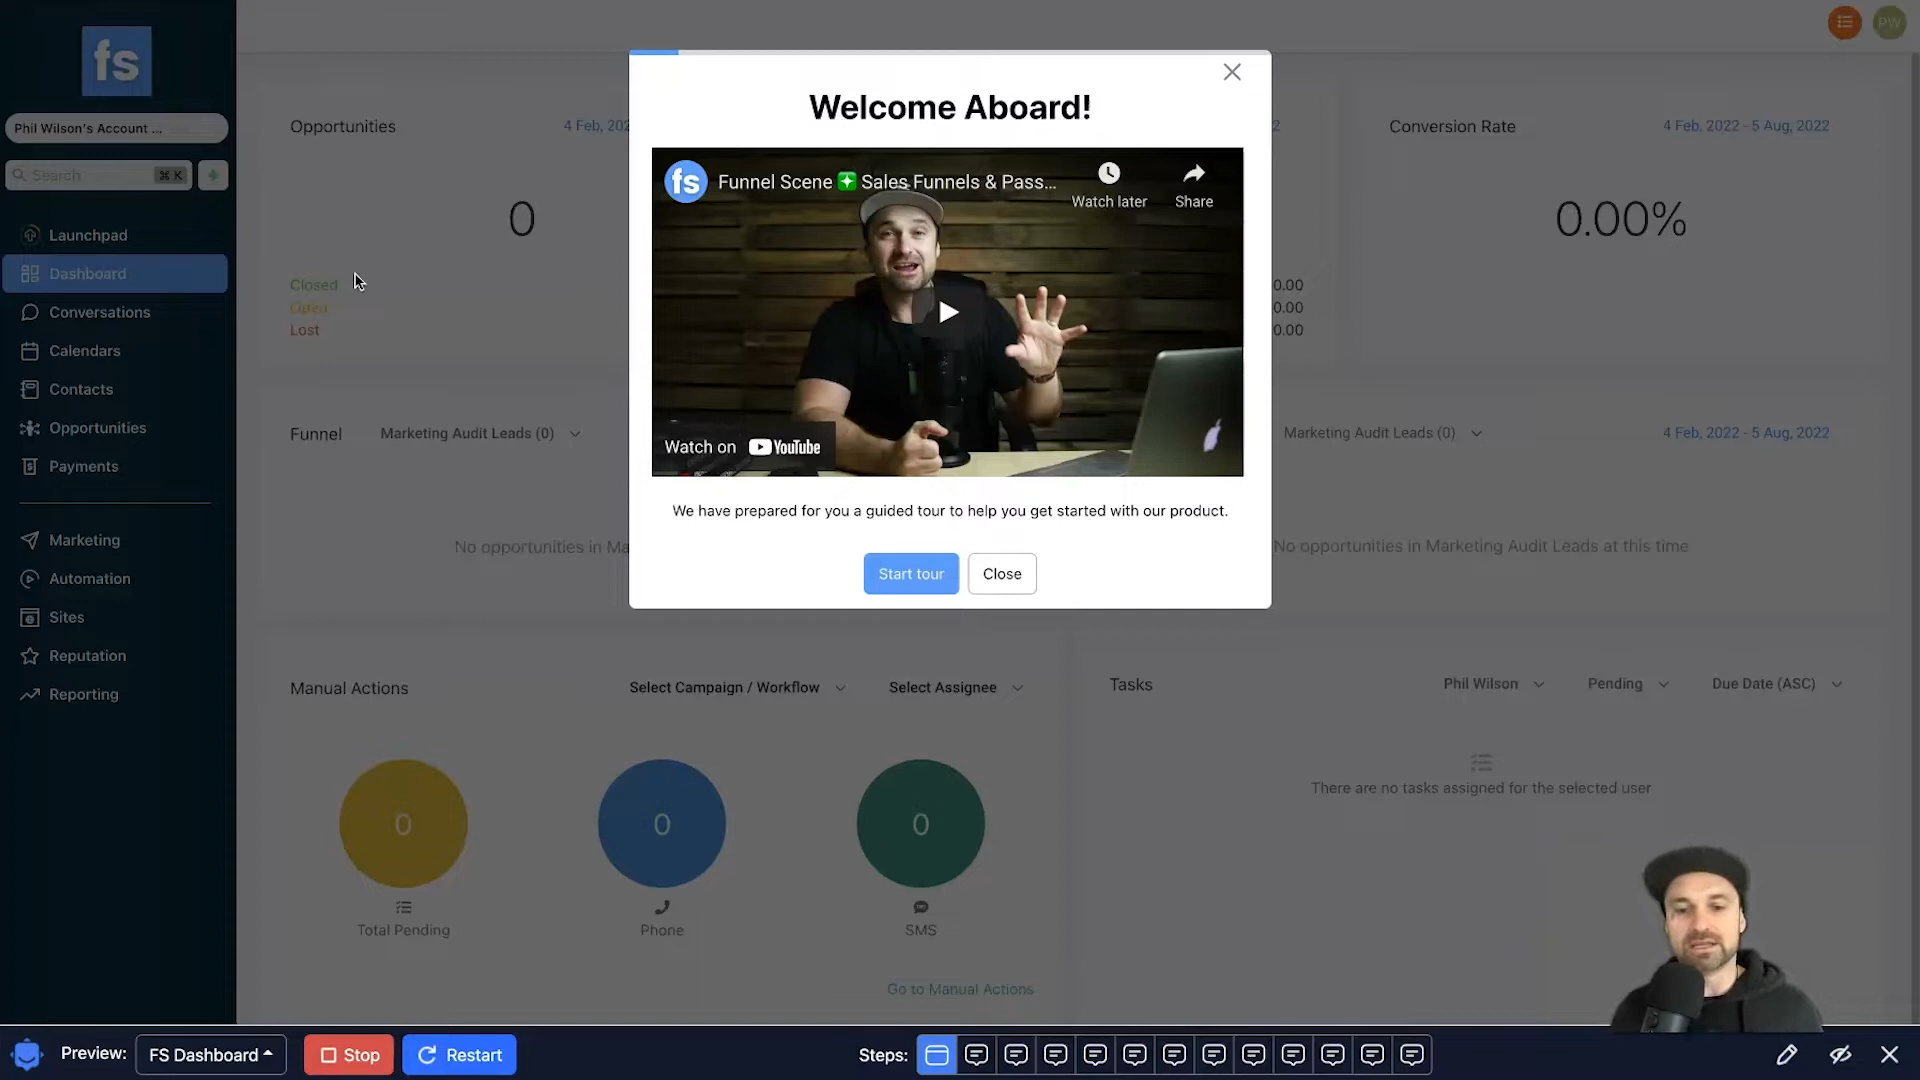 fs
PW
Phil Wilson's Account ...
Search
⌘ K
Launchpad
Dashboard
Conversations
Calendars
Contacts
Opportunities
Payments
Marketing
Automation
Sites
Reputation
Reporting
Opportunities
4 Feb, 202
0
Closed
Open
Lost
2
0.00
0.00
0.00
Conversion Rate
4 Feb, 2022 - 5 Aug, 2022
0.00%
Welcome Aboard!
fs
Funnel Scene ✚ Sales Funnels & Pass...
Watch later
Share
Watch on YouTube
We have prepared for you a guided tour to help you get started with our product.
Start tour
Close
Funnel
Marketing Audit Leads (0)
No opportunities in Ma
Marketing Audit Leads (0)
4 Feb, 2022 - 5 Aug, 2022
No opportunities in Marketing Audit Leads at this time
Manual Actions
Select Campaign / Workflow
Select Assignee
0
Total Pending
0
Phone
0
SMS
Go to Manual Actions
Tasks
Phil Wilson
Pending
Due Date (ASC)
There are no tasks assigned for the selected user
Preview:
FS Dashboard
Stop
Restart
Steps: